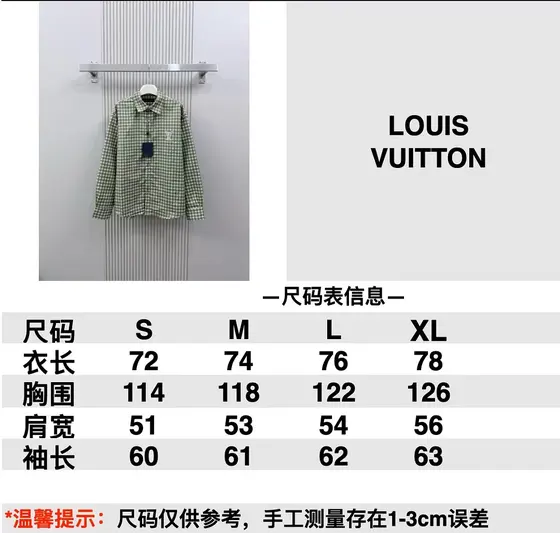 LOUIS
VUITTON
—尺码表信息—
尺码 S M L XL
衣长 72 74 76 78
胸围 114 118 122 126
肩宽 51 53 54 56
袖长 60 61 62 63
*温馨提示：尺码仅供参考，手工测量存在1-3cm误差